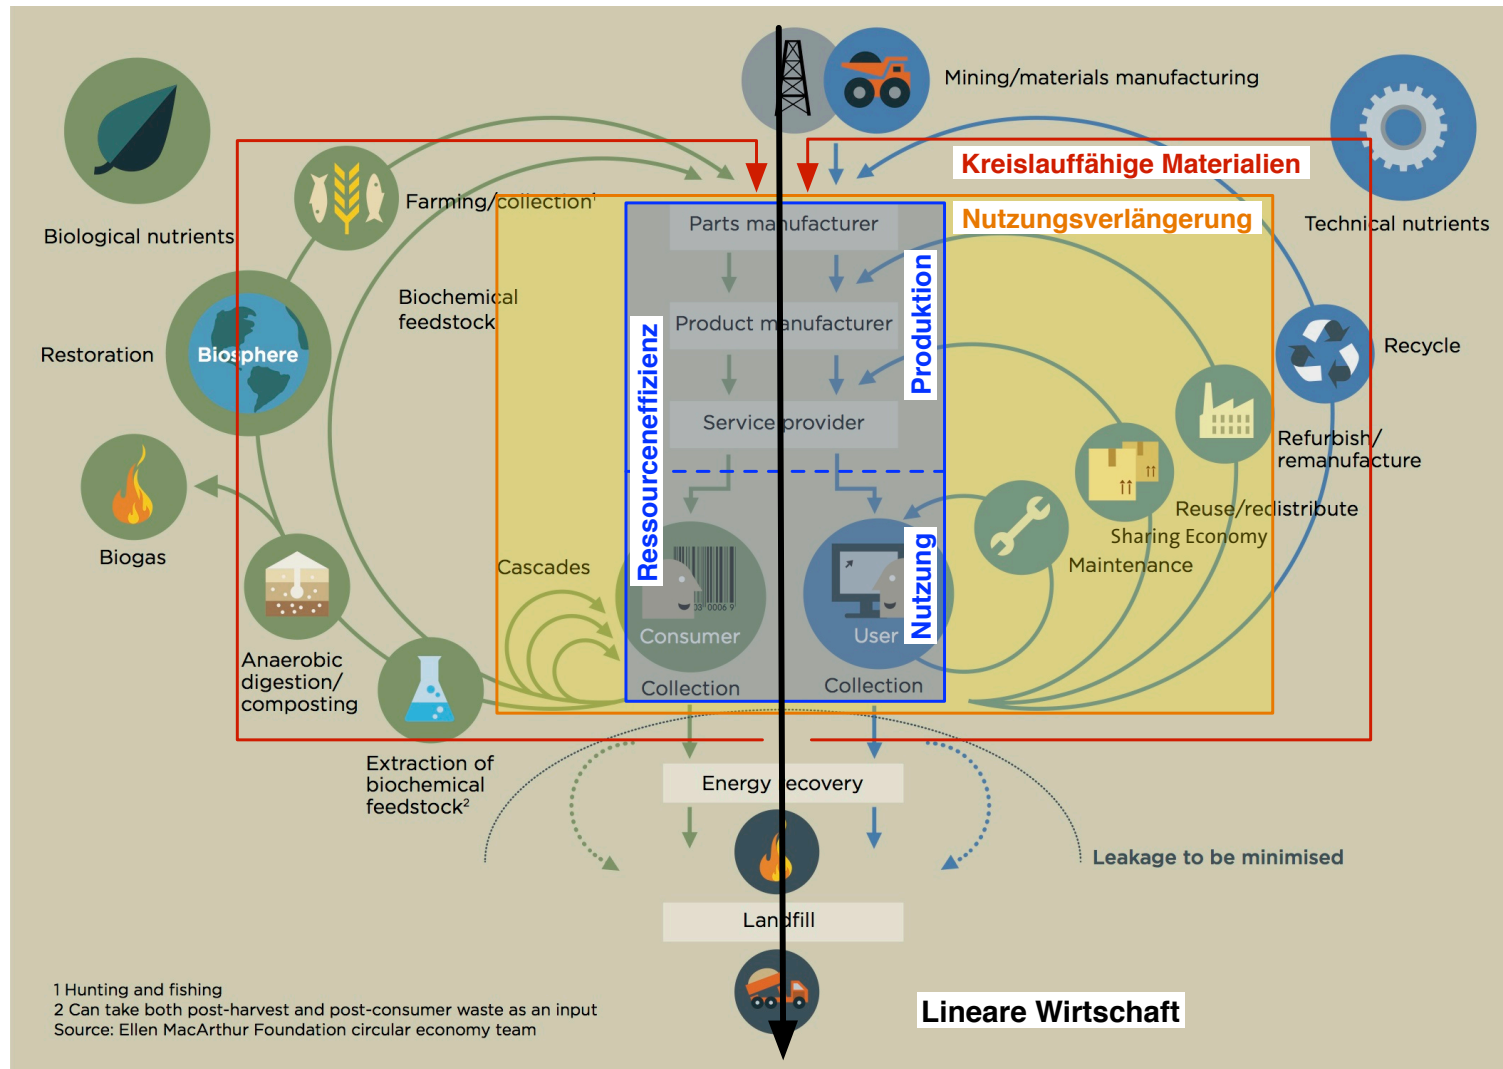 Mining/materials manufacturing
Kreislauffähige Materialien
Farming/collection¹
Nutzungsverlängerung
Parts manufacturer
Technical nutrients
Biological nutrients
Biochemical
feedstock
Ressourceneffizienz
Produktion
Product manufacturer
Restoration
Biosphere
Recycle
Service provider
Refurbish/
remanufacture
Reuse/redistribute
Sharing Economy
Maintenance
Biogas
Cascades
Nutzung
03 0006 9
Consumer
User
Anaerobic
digestion/
composting
Collection
Collection
Extraction of
biochemical
feedstock²
Energy recovery
Leakage to be minimised
Landfill
1 Hunting and fishing
2 Can take both post-harvest and post-consumer waste as an input
Source: Ellen MacArthur Foundation circular economy team
Lineare Wirtschaft